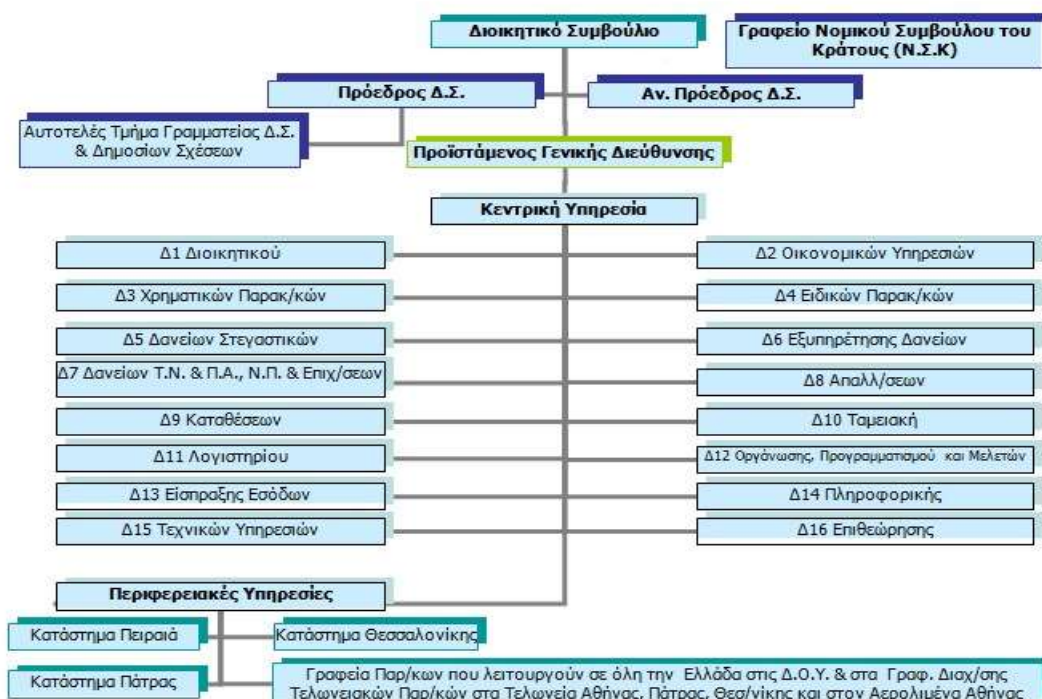 Διοικητικό Συμβούλιο
Γραφείο Νομικού Συμβούλου του
Κράτους (Ν.Σ.Κ)
Πρόεδρος Δ.Σ.
Αν. Πρόεδρος Δ.Σ.
Αυτοτελές Τμήμα Γραμματείας Δ.Σ.
& Δημοσίων Σχέσεων
Προϊστάμενος Γενικής Διεύθυνσης
Κεντρική Υπηρεσία
Δ1 Διοικητικού
Δ2 Οικονομικών Υπηρεσιών
Δ3 Χρηματικών Παρακ/κών
Δ4 Ειδικών Παρακ/κών
Δ5 Δανείων Στεγαστικών
Δ6 Εξυπηρέτησης Δανείων
Δ7 Δανείων Τ.Ν. & Π.Α., Ν.Π. & Επιχ/σεων
Δ8 Απαλλ/σεων
Δ9 Καταθέσεων
Δ10 Ταμειακή
Δ11 Λογιστηρίου
Δ12 Οργάνωσης, Προγραμματισμού και Μελετών
Δ13 Είσπραξης Εσόδων
Δ14 Πληροφορικής
Δ15 Τεχνικών Υπηρεσιών
Δ16 Επιθεώρησης
Περιφερειακές Υπηρεσίες
Κατάστημα Πειραιά
Κατάστημα Θεσσαλονίκης
Κατάστημα Πάτρας
Γραφεία Παρ/κων που λειτουργούν σε όλη την Ελλάδα στις Δ.Ο.Υ. & στα Γραφ. Διαχ/σης
Τελωνειακών Παρ/κών στα Τελωνεία Αθήνας, Πάτρας, Θεσ/νίκης και στον Αερολιμένα Αθήνας